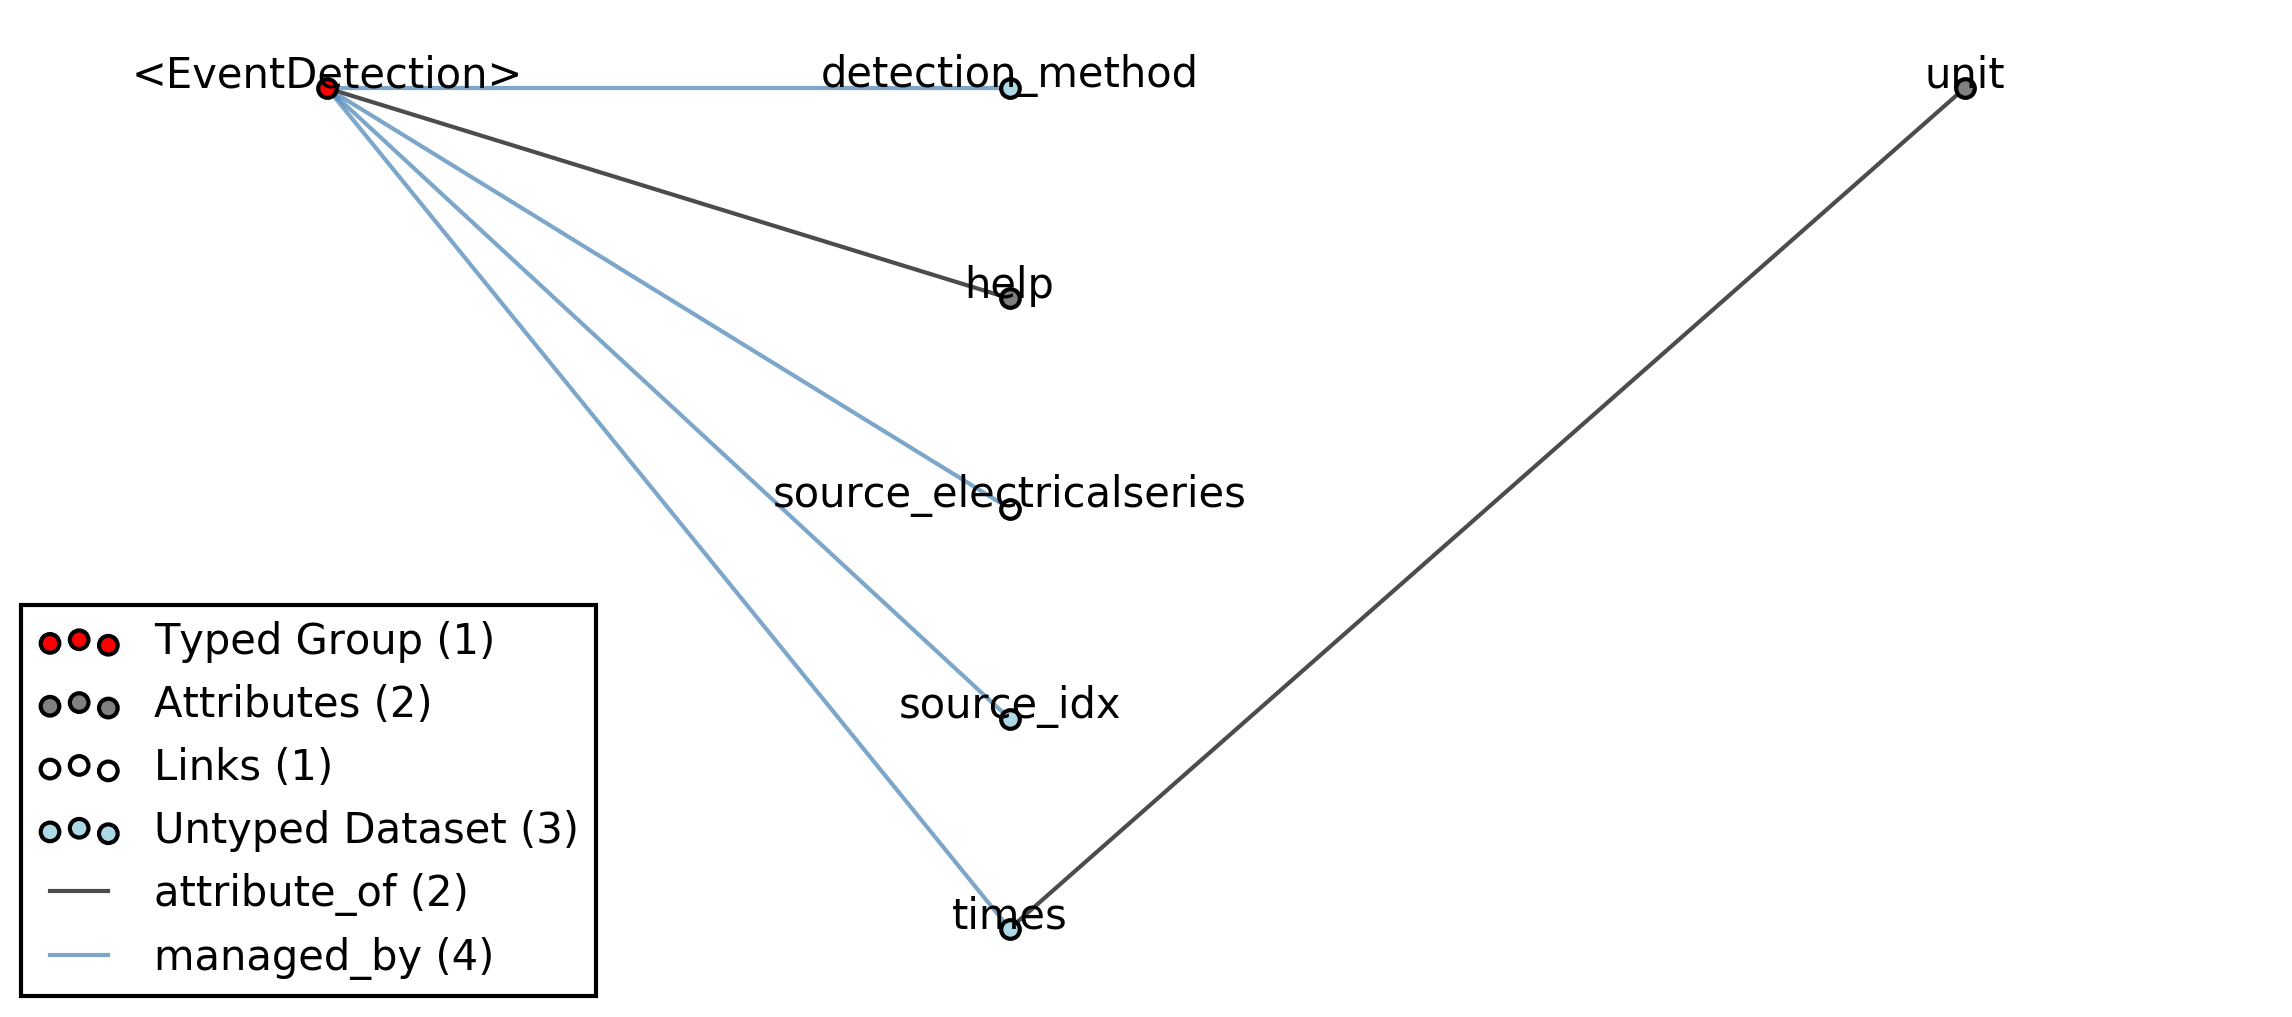 <EventDetection>
detection_method
unit
help
source_electricalseries
source_idx
times
Typed Group (1)
Attributes (2)
Links (1)
Untyped Dataset (3)
attribute_of (2)
managed_by (4)